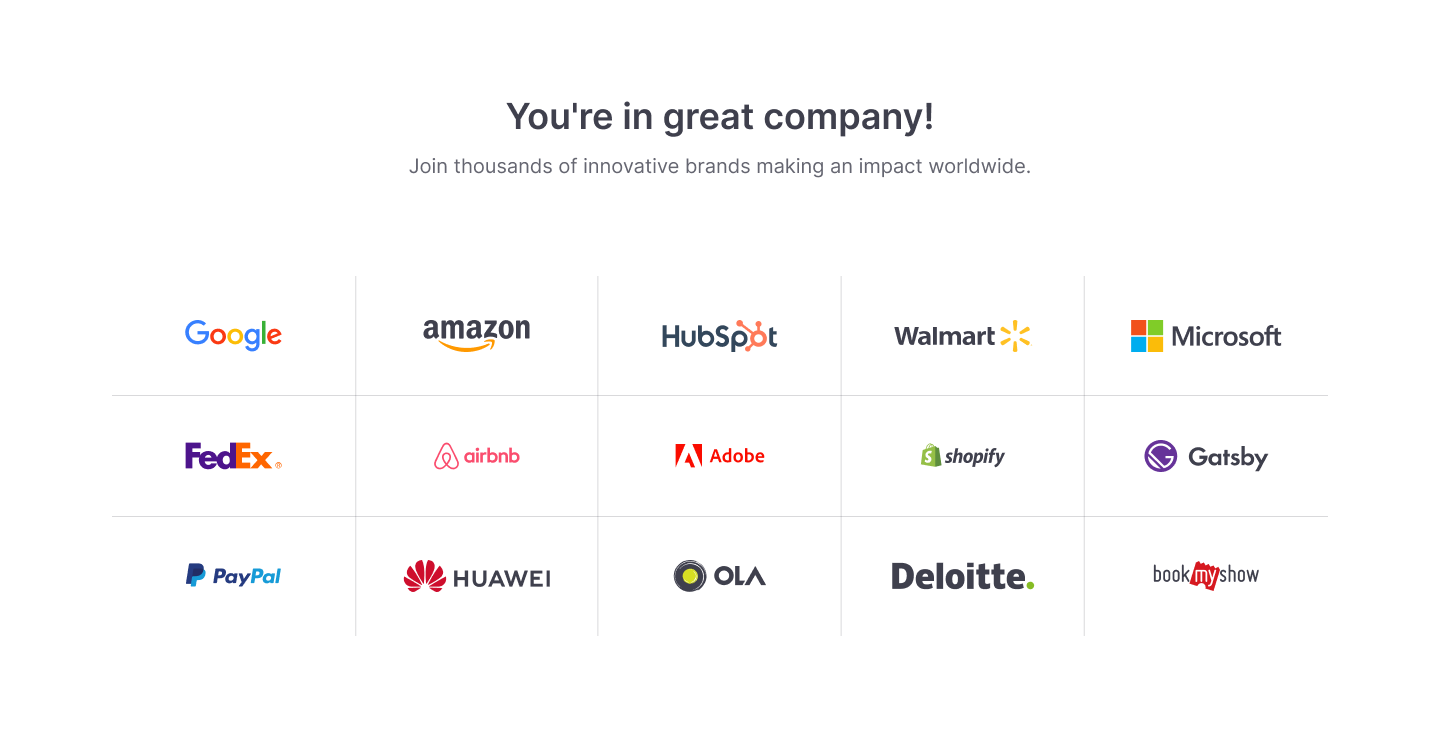 You're in great company!
Join thousands of innovative brands making an impact worldwide.
Google
amazon
HubSpot
Walmart
Microsoft
FedEx®
airbnb
Adobe
shopify
Gatsby
PayPal
HUAWEI
OLA
Deloitte.
bookmyshow